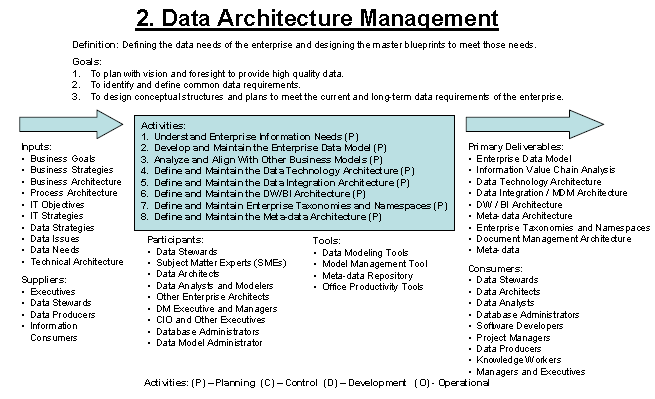 2. Data Architecture Management
Definition: Defining the data needs of the enterprise and designing the master blueprints to meet those needs.
Goals:
1. To plan with vision and foresight to provide high quality data.
2. To identify and define common data requirements.
3. To design conceptual structures and plans to meet the current and long-term data requirements of the enterprise.
Inputs:
• Business Goals
• Business Strategies
• Business Architecture
• Process Architecture
• IT Objectives
• IT Strategies
• Data Strategies
• Data Issues
• Data Needs
• Technical Architecture
Suppliers:
• Executives
• Data Stewards
• Data Producers
• Information
Consumers
Activities:
1. Understand Enterprise Information Needs (P)
2. Develop and Maintain the Enterprise Data Model (P)
3. Analyze and Align With Other Business Models (P)
4. Define and Maintain the Data Technology Architecture (P)
5. Define and Maintain the Data Integration Architecture (P)
6. Define and Maintain the DW/BI Architecture (P)
7. Define and Maintain Enterprise Taxonomies and Namespaces (P)
8. Define and Maintain the Meta-data Architecture (P)
Participants:
• Data Stewards
• Subject Matter Experts (SMEs)
• Data Architects
• Data Analysts and Modelers
• Other Enterprise Architects
• DM Executive and Managers
• CIO and Other Executives
• Database Administrators
• Data Model Administrator
Tools:
• Data Modeling Tools
• Model Management Tool
• Meta-data Repository
• Office Productivity Tools
Primary Deliverables:
• Enterprise Data Model
• Information Value Chain Analysis
• Data Technology Architecture
• Data Integration / MDM Architecture
• DW / BI Architecture
• Meta-data Architecture
• Enterprise Taxonomies and Namespaces
• Document Management Architecture
• Meta-data
Consumers:
• Data Stewards
• Data Architects
• Data Analysts
• Database Administrators
• Software Developers
• Project Managers
• Data Producers
• Knowledge Workers
• Managers and Executives
Activities: (P) – Planning (C) – Control (D) – Development (O) - Operational